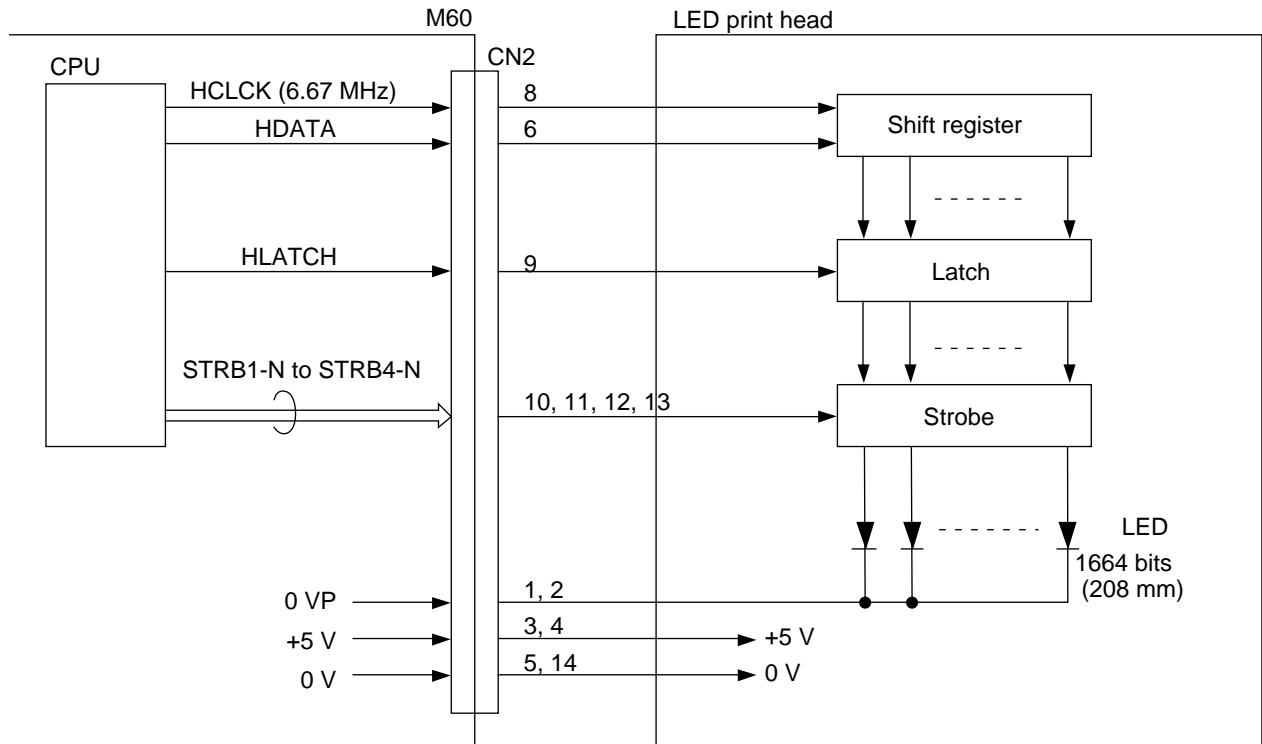 M60
LED print head
CN2
CPU
HCLCK (6.67 MHz)
8
HDATA
6
Shift register
HLATCH
9
Latch
STRB1-N to STRB4-N
10, 11, 12, 13
Strobe
LED
1664 bits
(208 mm)
0 VP
1, 2
+5 V
3, 4
+5 V
0 V
5, 14
0 V